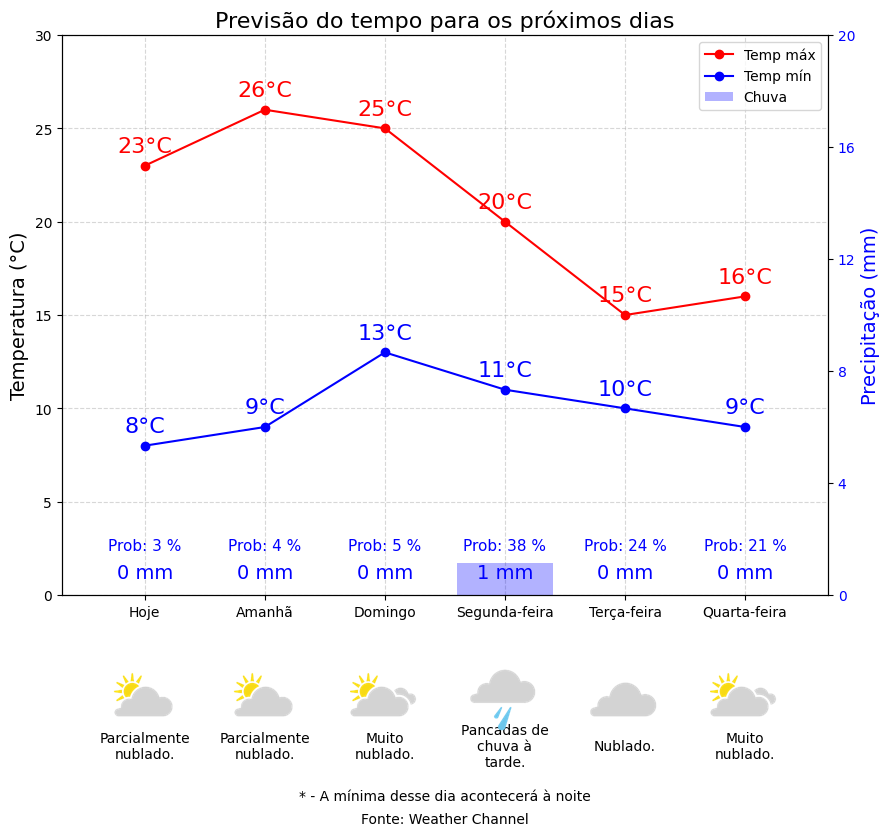 Previsão do tempo para os próximos dias
Temp máx
Temp mín
Chuva
Temperatura (°C)
Precipitação (mm)
30
25
20
15
10
5
0
20
16
12
8
4
0
23°C 26°C 25°C 20°C 15°C 16°C
8°C 9°C 13°C 11°C 10°C 9°C
Prob: 3 % Prob: 4 % Prob: 5 % Prob: 38 % Prob: 24 % Prob: 21 %
0 mm 0 mm 0 mm 1 mm 0 mm 0 mm
Hoje Amanhã Domingo Segunda-feira Terça-feira Quarta-feira
Parcialmente
nublado.
Parcialmente
nublado.
Muito
nublado.
Pancadas de
chuva à
tarde.
Nublado.
Muito
nublado.
* - A mínima desse dia acontecerá à noite
Fonte: Weather Channel